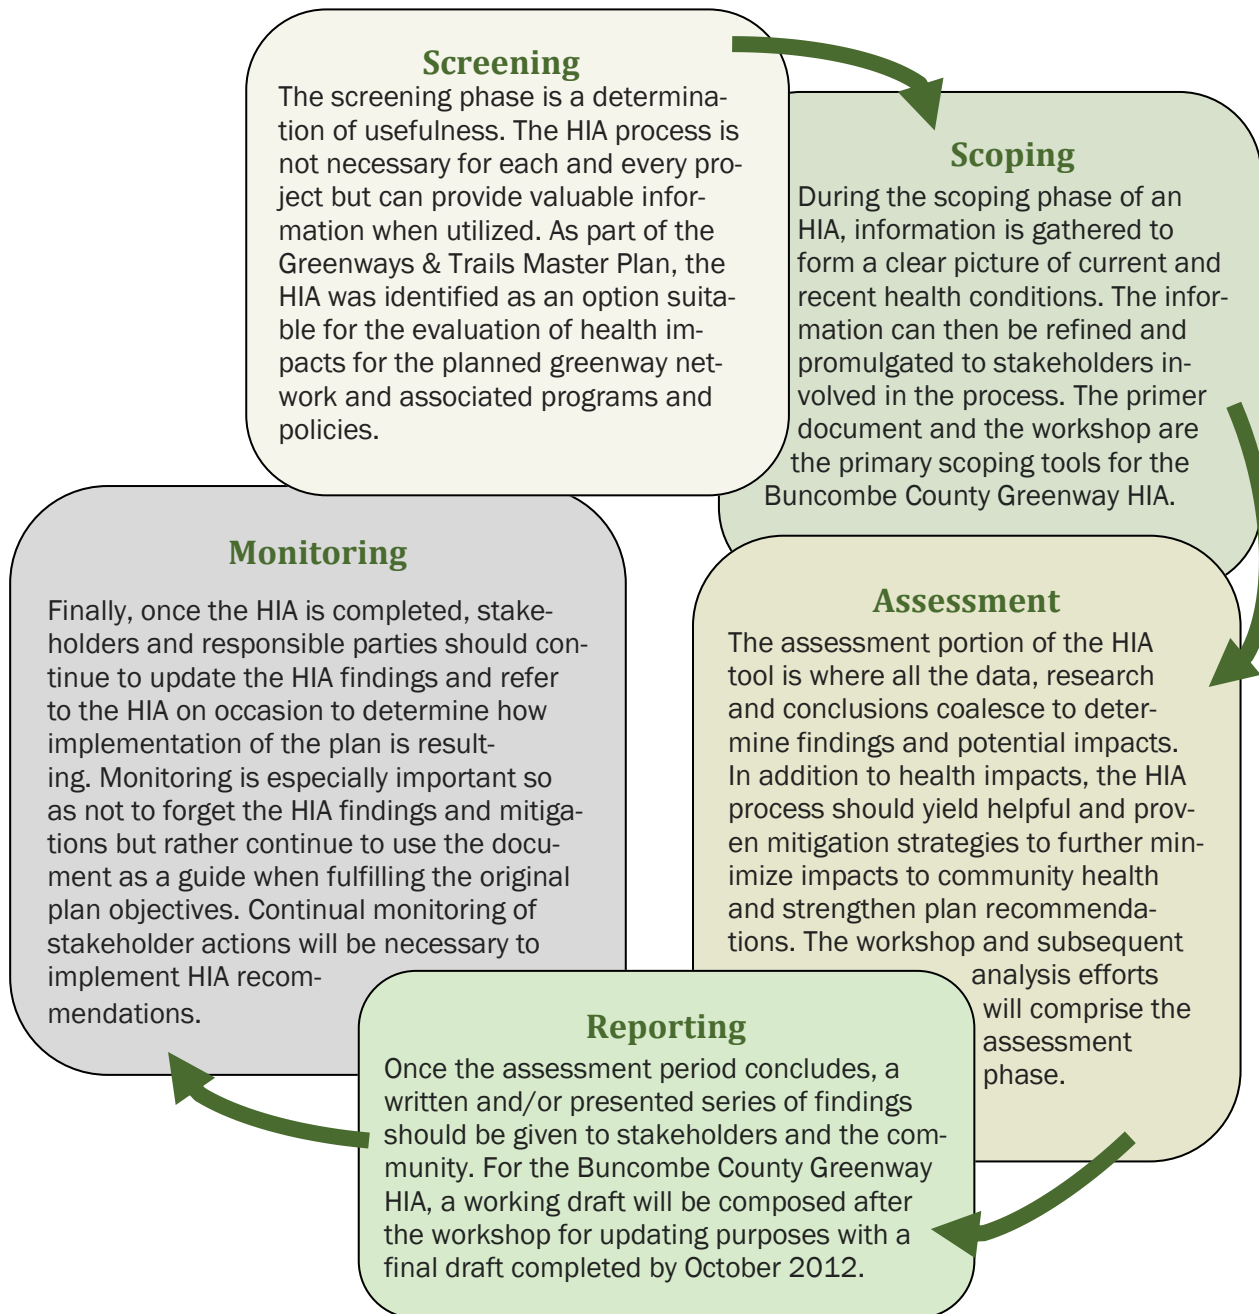 Screening
The screening phase is a determina-
tion of usefulness. The HIA process is
not necessary for each and every pro-
ject but can provide valuable infor-
mation when utilized. As part of the
Greenways & Trails Master Plan, the
HIA was identified as an option suita-
ble for the evaluation of health im-
pacts for the planned greenway net-
work and associated programs and
policies.
Scoping
During the scoping phase of an
HIA, information is gathered to
form a clear picture of current and
recent health conditions. The infor-
mation can then be refined and
promulgated to stakeholders in-
volved in the process. The primer
document and the workshop are
the primary scoping tools for the
Buncombe County Greenway HIA.
Assessment
The assessment portion of the HIA
tool is where all the data, research
and conclusions coalesce to deter-
mine findings and potential impacts.
In addition to health impacts, the HIA
process should yield helpful and prov-
en mitigation strategies to further min-
imize impacts to community health
and strengthen plan recommenda-
tions. The workshop and subsequent
analysis efforts
will comprise the
assessment
phase.
Reporting
Once the assessment period concludes, a
written and/or presented series of findings
should be given to stakeholders and the com-
munity. For the Buncombe County Greenway
HIA, a working draft will be composed after
the workshop for updating purposes with a
final draft completed by October 2012.
Monitoring
Finally, once the HIA is completed, stake-
holders and responsible parties should con-
tinue to update the HIA findings and refer
to the HIA on occasion to determine how
implementation of the plan is result-
ing. Monitoring is especially important so
as not to forget the HIA findings and mitiga-
tions but rather continue to use the docu-
ment as a guide when fulfilling the original
plan objectives. Continual monitoring of
stakeholder actions will be necessary to
implement HIA recom-
mendations.